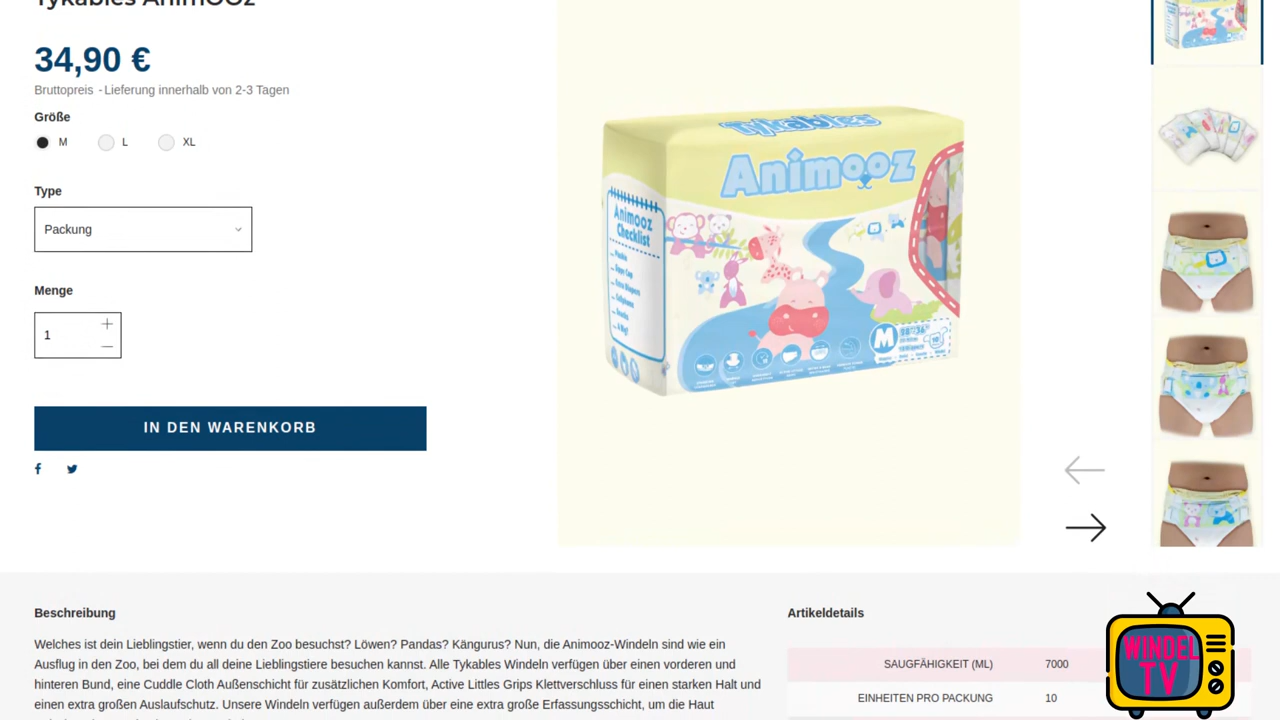 Tykables AnimOOz
34,90 €
Bruttopreis - Lieferung innerhalb von 2-3 Tagen
Größe
M
L
XL
Type
Packung
Menge
1
IN DEN WARENKORB
Tykables
Animooz
Animooz
Checklist
M
10
Beschreibung
Welches ist dein Lieblingstier, wenn du den Zoo besuchst? Löwen? Pandas? Kängurus? Nun, die Animooz-Windeln sind wie ein
Ausflug in den Zoo, bei dem du all deine Lieblingstiere besuchen kannst. Alle Tykables Windeln verfügen über einen vorderen und
hinteren Bund, eine Cuddle Cloth Außenschicht für zusätzlichen Komfort, Active Littles Grips Klettverschluss für einen starken Halt und
einen extra großen Auslaufschutz. Unsere Windeln verfügen außerdem über eine extra große Erfassungsschicht, um die Haut
Artikeldetails
SAUGFÄHIGKEIT (ML) 7000
EINHEITEN PRO PACKUNG 10
WINDEL
TV